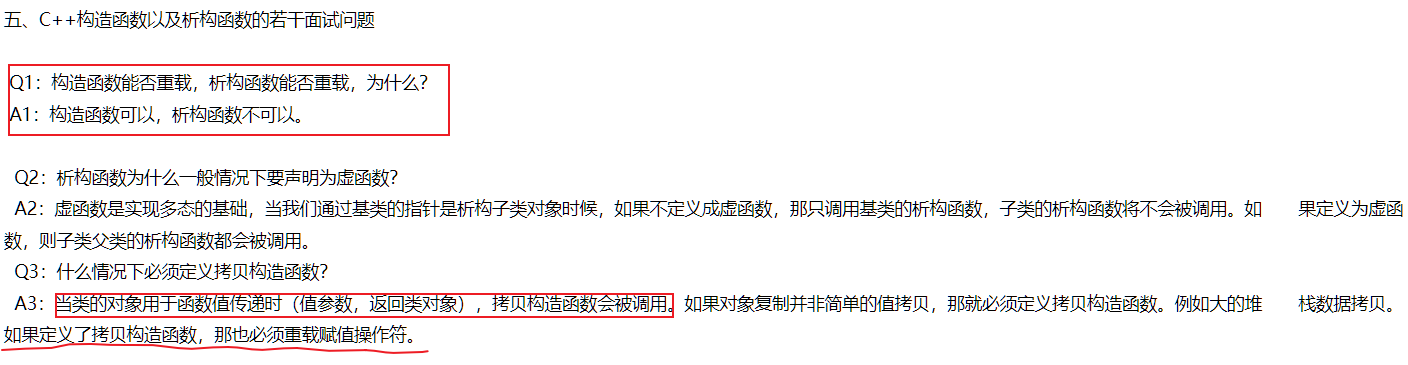 五、C++构造函数以及析构函数的若干面试问题
Q1：构造函数能否重载，析构函数能否重载，为什么？
A1：构造函数可以，析构函数不可以。
Q2：析构函数为什么一般情况下要声明为虚函数？
A2：虚函数是实现多态的基础，当我们通过基类的指针是析构子类对象时候，如果不定义成虚函数，那只调用基类的析构函数，子类的析构函数将不会被调用。如 果定义为虚函
数，则子类父类的析构函数都会被调用。
Q3：什么情况下必须定义拷贝构造函数？
A3：当类的对象用于函数值传递时（值参数，返回类对象），拷贝构造函数会被调用。如果对象复制并非简单的值拷贝，那就必须定义拷贝构造函数。例如大的堆 栈数据拷贝。
如果定义了拷贝构造函数，那也必须重载赋值操作符。